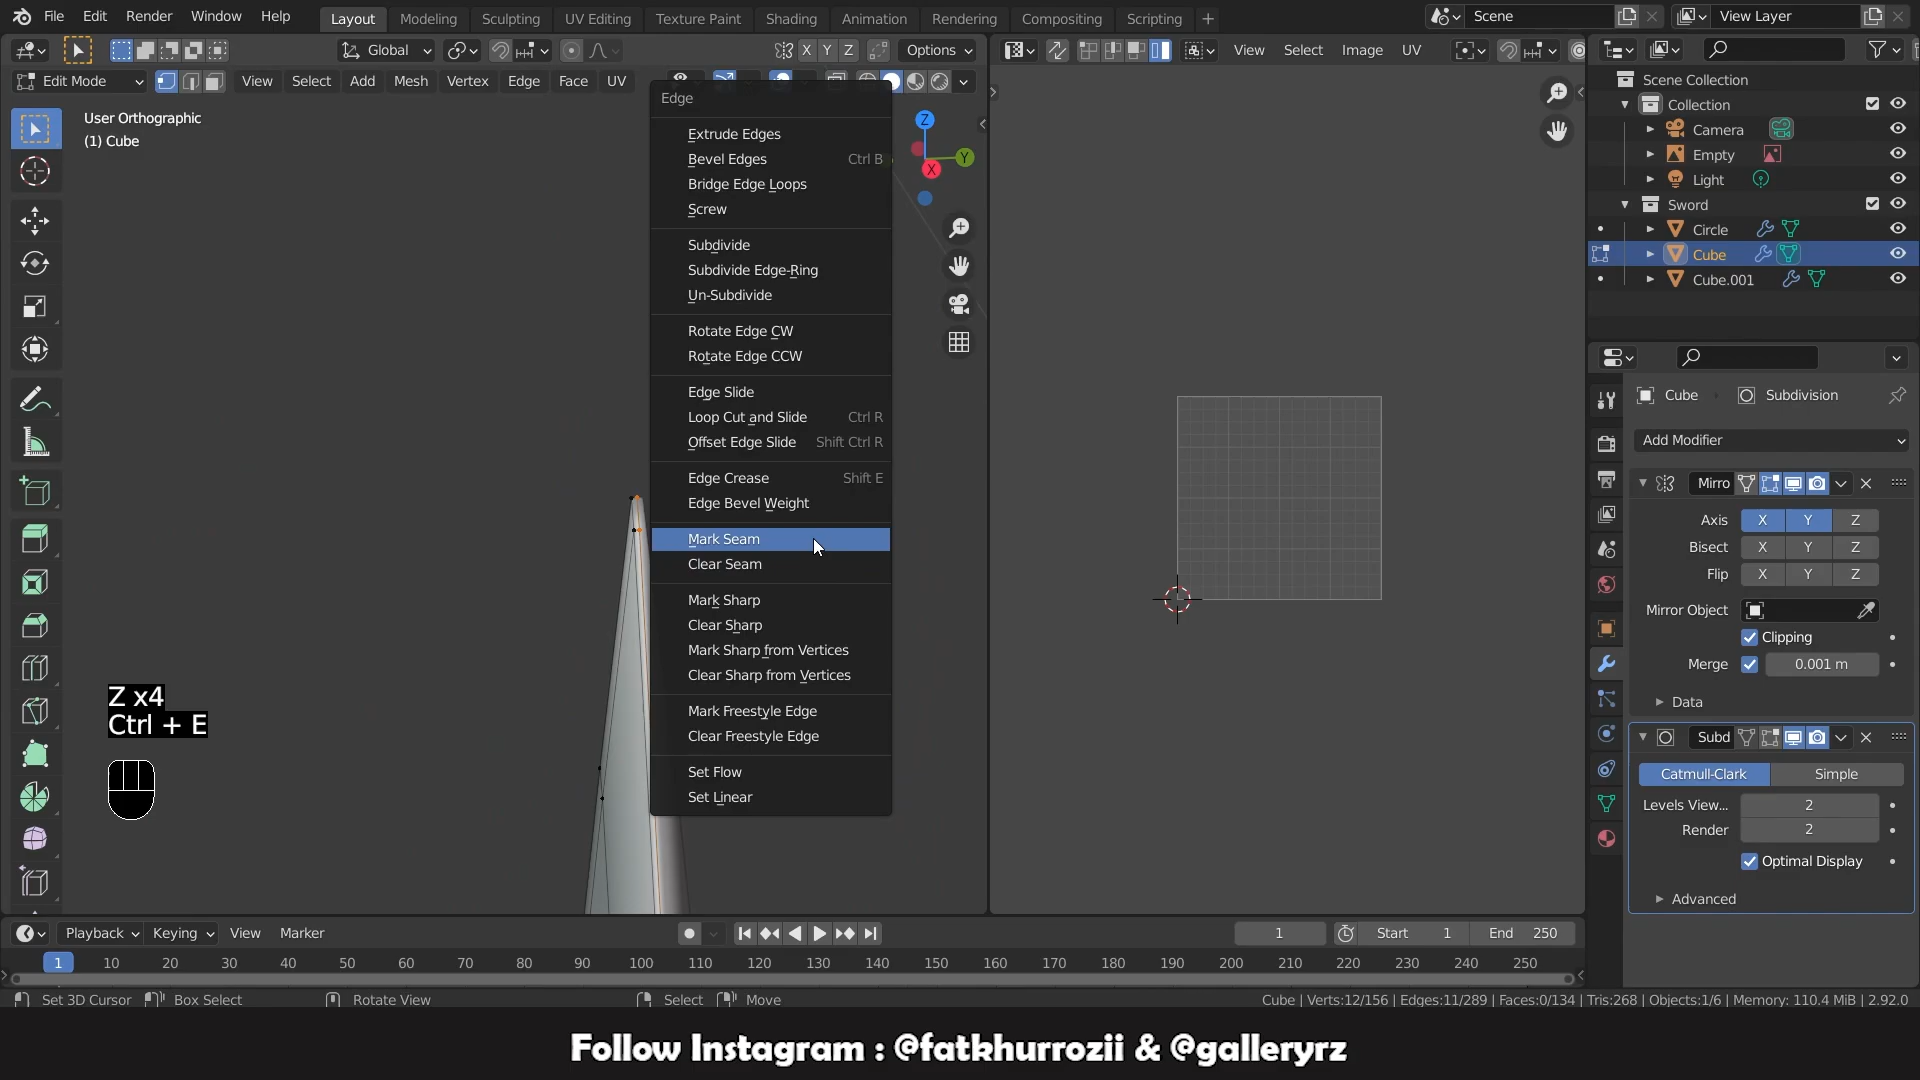 File Edit Render Window Help Layout Modeling Sculpting UV Editing Texture Paint Shading Animation Rendering Compositing Scripting + Scene View Layer
Global X Y Z Options View Select Image UV
Edit Mode View Select Add Mesh Vertex Edge Face UV
User Orthographic
(1) Cube
Z
Y
X
Edge
Extrude Edges
Bevel Edges Ctrl B
Bridge Edge Loops
Screw
Subdivide
Subdivide Edge-Ring
Un-Subdivide
Rotate Edge CW
Rotate Edge CCW
Edge Slide
Loop Cut and Slide Ctrl R
Offset Edge Slide Shift Ctrl R
Edge Crease Shift E
Edge Bevel Weight
Mark Seam
Clear Seam
Mark Sharp
Clear Sharp
Mark Sharp from Vertices
Clear Sharp from Vertices
Mark Freestyle Edge
Clear Freestyle Edge
Set Flow
Set Linear
Z x4
Ctrl + E
Scene Collection
Collection
Camera
Empty
Light
Sword
Circle
Cube
Cube.001
Cube Subdivision
Add Modifier
Mirro
Axis X Y Z
Bisect X Y Z
Flip X Y Z
Mirror Object
Clipping
Merge 0.001 m
Data
Subd
Catmull-Clark Simple
Levels View... 2
Render 2
Optimal Display
Advanced
Playback Keying View Marker 1 Start 1 End 250
1 10 20 30 40 50 60 70 80 90 100 110 120 130 140 150 160 170 180 190 200 210 220 230 240 250
Set 3D Cursor Box Select Rotate View Select Move Cube | Verts:12/156 | Edges:11/289 | Faces:0/134 | Tris:268 | Objects:1/6 | Memory: 110.4 MiB | 2.92.0
Follow Instagram : @fatkhurrozii & @galleryrz